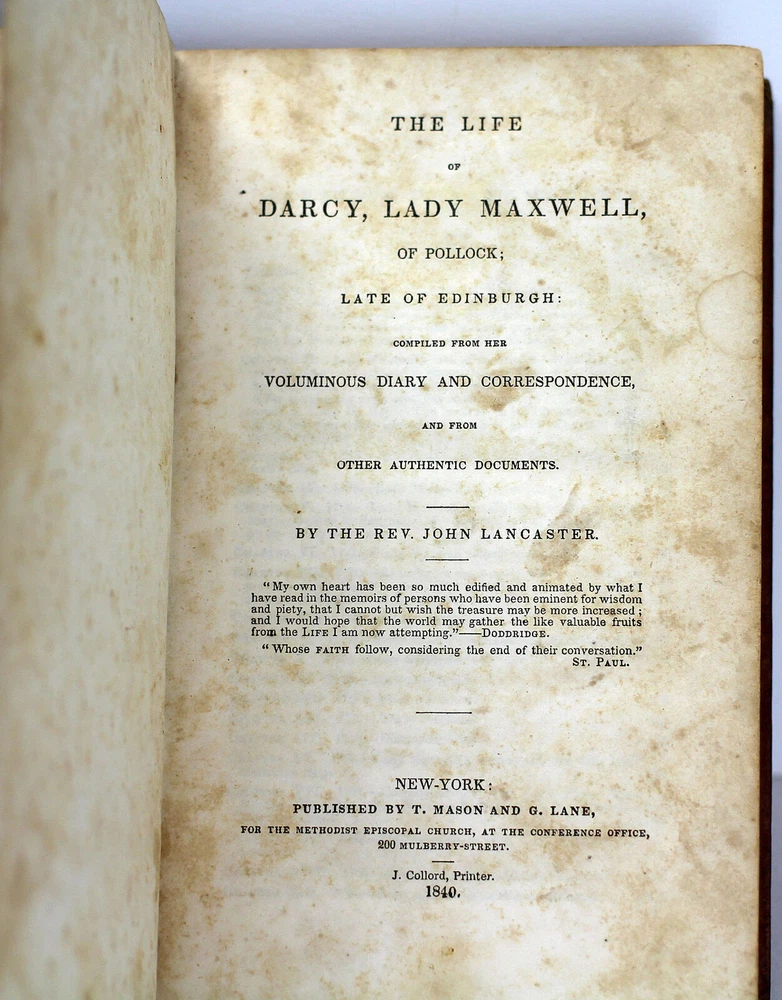 THE LIFE
OF
DARCY, LADY MAXWELL,
OF POLLOCK;
LATE OF EDINBURGH:
COMPILED FROM HER
VOLUMINOUS DIARY AND CORRESPONDENCE,
AND FROM
OTHER AUTHENTIC DOCUMENTS.
BY THE REV. JOHN LANCASTER.
“My own heart has been so much edified and animated by what I
have read in the memoirs of persons who have been eminent for wisdom
and piety, that I cannot but wish the treasure may be more increased;
and I would hope that the world may gather the like valuable fruits
from the LIFE I am now attempting.”—DODDRIDGE.
“Whose FAITH follow, considering the end of their conversation.”
ST. PAUL.
NEW-YORK:
PUBLISHED BY T. MASON AND G. LANE,
FOR THE METHODIST EPISCOPAL CHURCH, AT THE CONFERENCE OFFICE,
200 MULBERRY-STREET.
J. Collord, Printer.
1840.